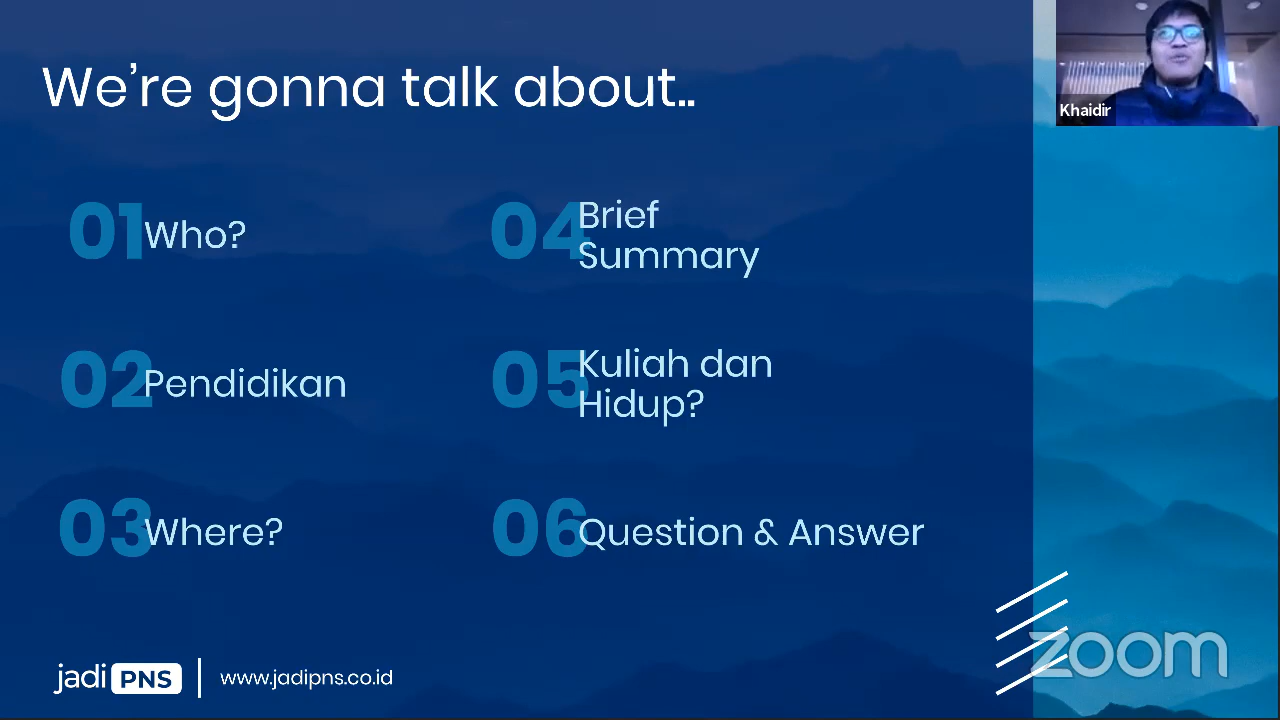 We're gonna talk about..
Khaidir
01 Who?
02 Pendidikan
03 Where?
04 Brief
Summary
05 Kuliah dan
Hidup?
06 Question & Answer
jadi PNS
www.jadipns.co.id
zoom